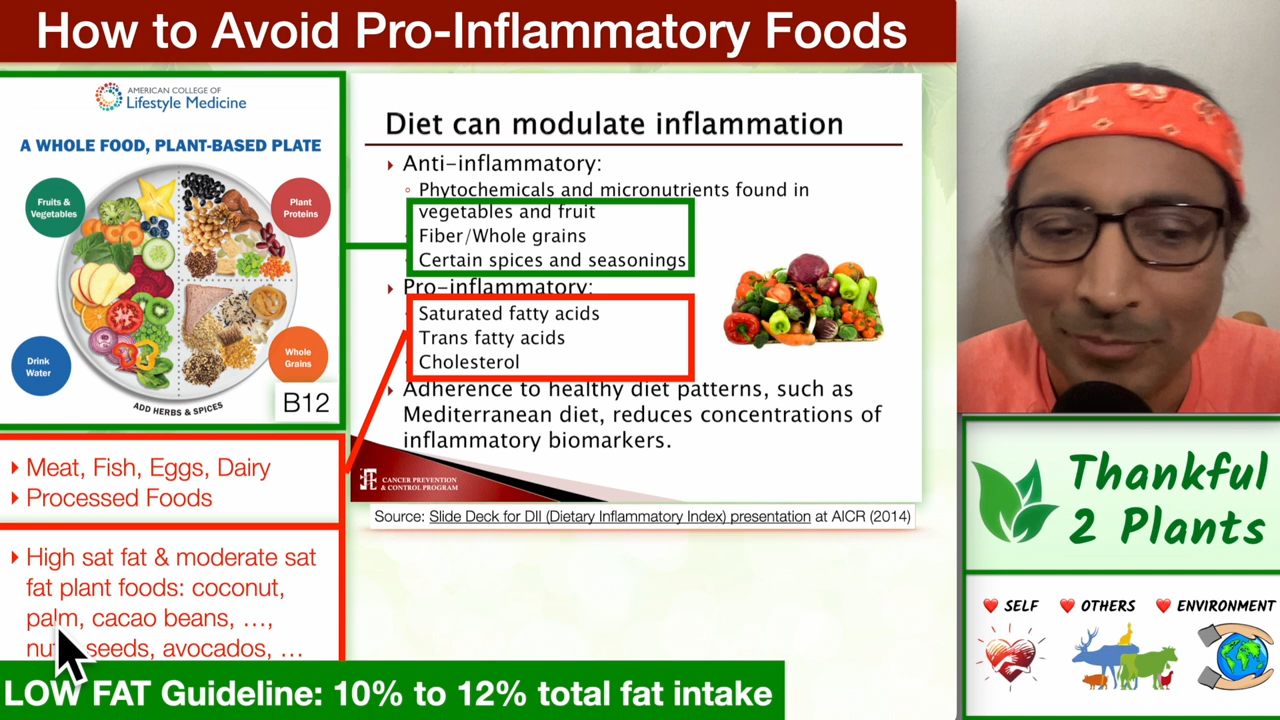 How to Avoid Pro-Inflammatory Foods
AMERICAN COLLEGE OF
Lifestyle Medicine
A WHOLE FOOD, PLANT-BASED PLATE
Fruits &
Vegetables
Plant
Proteins
Drink
Water
Whole
Grains
ADD HERBS & SPICES
B12
Meat, Fish, Eggs, Dairy
Processed Foods
High sat fat & moderate sat
fat plant foods: coconut,
palm, cacao beans, …,
seeds, avocados, …
LOW FAT Guideline: 10% to 12% total fat intake
Diet can modulate inflammation
Anti-inflammatory:
Phytochemicals and micronutrients found in
vegetables and fruit
Fiber/Whole grains
Certain spices and seasonings
Pro-inflammatory:
Saturated fatty acids
Trans fatty acids
Cholesterol
Adherence to healthy diet patterns, such as
Mediterranean diet, reduces concentrations of
inflammatory biomarkers.
CANCER PREVENTION
& CONTROL PROGRAM
Source: Slide Deck for DII (Dietary Inflammatory Index) presentation at AICR (2014)
Thankful
2 Plants
SELF
OTHERS
ENVIRONMENT